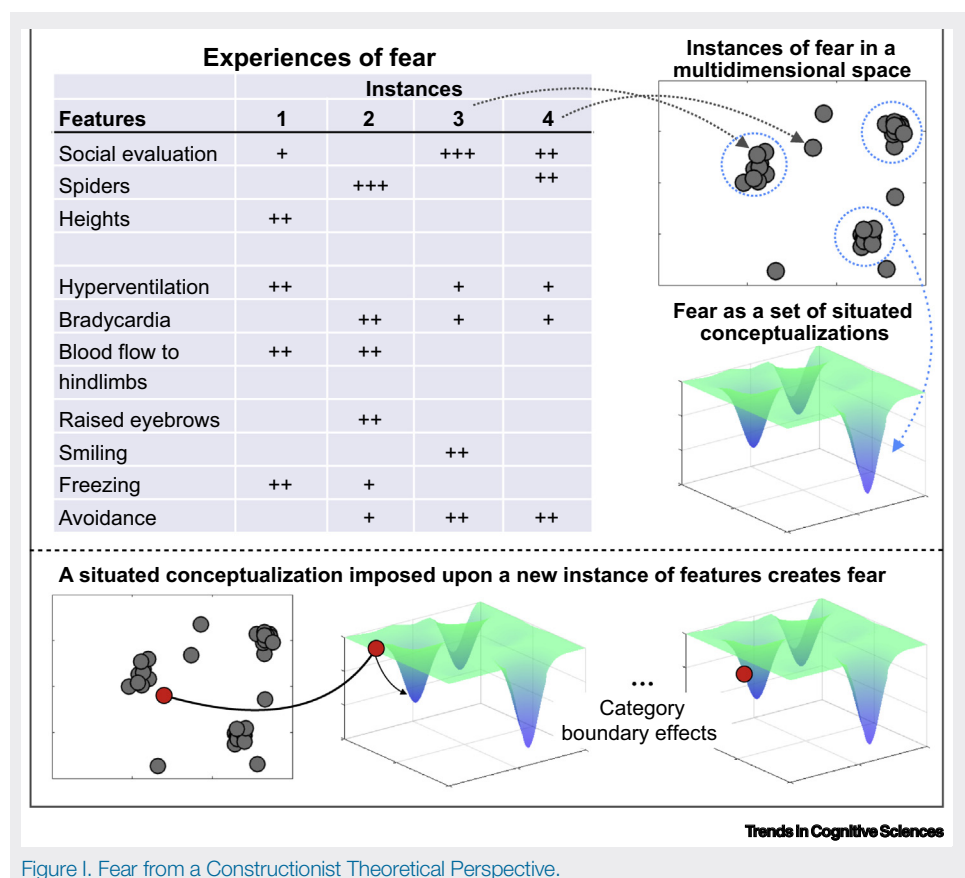 Experiences of fear
Instances
Features 1 2 3 4
Social evaluation + +++ ++
Spiders +++ ++
Heights ++
Hyperventilation ++ + +
Bradycardia ++ + +
Blood flow to ++ ++
hindlimbs
Raised eyebrows ++
Smiling ++
Freezing ++ +
Avoidance + ++ ++
Instances of fear in a
multidimensional space
Fear as a set of situated
conceptualizations
A situated conceptualization imposed upon a new instance of features creates fear
...
Category
boundary effects
Trends in Cognitive Sciences
Figure I. Fear from a Constructionist Theoretical Perspective.